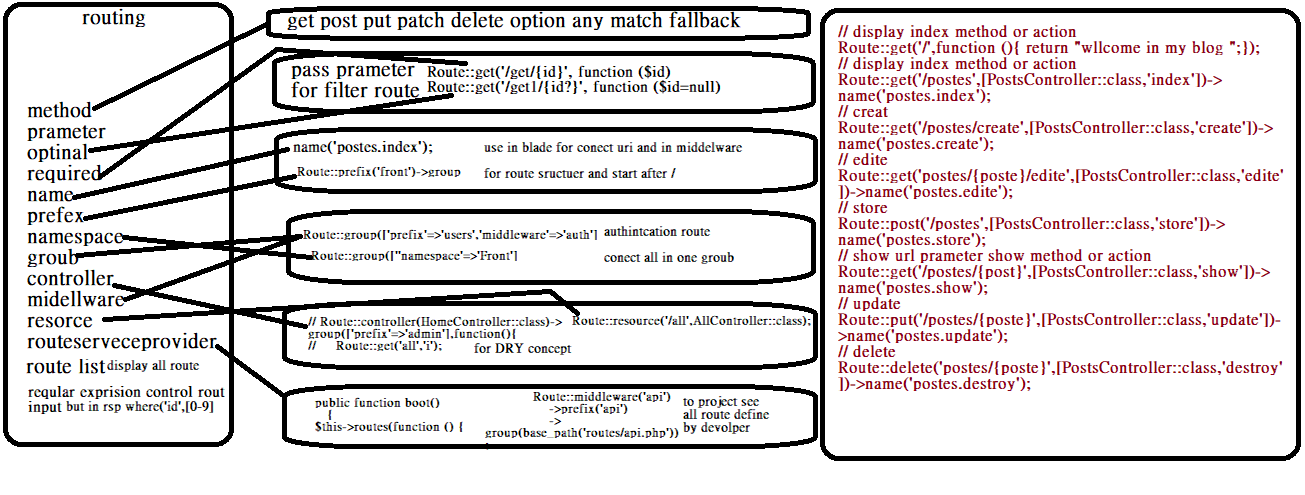 routing
method
prameter
optinal
required
name
prefex
namespace
groub
controller
midellware
resorce
routeserveceprovider
route list display all route
reqular exprision control rout
input but in rsp where('id',[0-9]
get post put patch delete option any match fallback
pass prameter Route::get('/get/{id}', function ($id)
for filter route Route::get('/get1/{id?}', function ($id=null)
name('postes.index'); use in blade for conect uri and in middelware
Route::prefix('front')->group for route sructuer and start after /
Route::group(['prefix'=>'users','middleware'=>'auth'] authintcation route
Route::group(['"namespace'=>'Front'] conect all in one groub
// Route::controller(HomeController::class)-> Route::resource('/all',AllController::class);
group(['prefix'=>'admin'],function(){
// Route::get('all','i'); for DRY concept
public function boot() Route::middleware('api') to project see
{ ->prefix('api') all route define
$this->routes(function () { -> by devolper
group(base_path('routes/api.php'))
// display index method or action
Route::get('/',function (){ return "wllcome in my blog ";});
// display index method or action
Route::get('/postes',[PostsController::class,'index'])->
name('postes.index');
// creat
Route::get('/postes/create',[PostsController::class,'create'])->
name('postes.create');
// edite
Route::get('postes/{poste}/edite',[PostsController::class,'edite'
])->name('postes.edite');
// store
Route::post('/postes',[PostsController::class,'store'])->
name('postes.store');
// show url prameter show method or action
Route::get('/postes/{post}',[PostsController::class,'show'])->
name('postes.show');
// update
Route::put('/postes/{poste}',[PostsController::class,'update'])-
>name('postes.update');
// delete
Route::delete('postes/{poste}',[PostsController::class,'destroy'
])->name('postes.destroy');